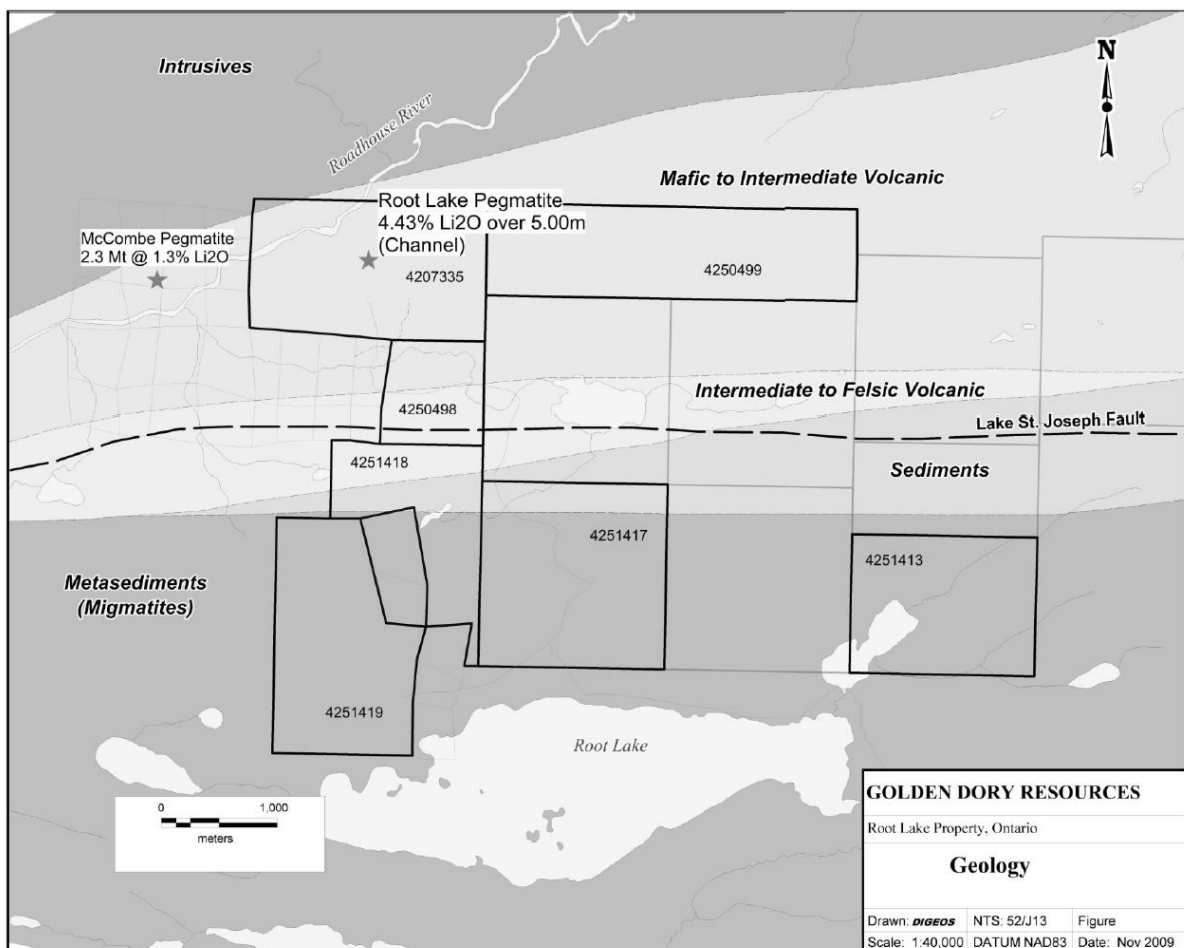 Intrusives
Roadhouse River
N
Mafic to Intermediate Volcanic
Root Lake Pegmatite
4.43% Li2O over 5.00m
(Channel)
McCombe Pegmatite
2.3 Mt @ 1.3% Li2O
4207335
4250499
Intermediate to Felsic Volcanic
4250498
Lake St. Joseph Fault
4251418
Sediments
4251417
4251413
Metasediments
(Migmatites)
4251419
Root Lake
0 1,000
meters
GOLDEN DORY RESOURCES
Root Lake Property, Ontario
Geology
Drawn: DIGEOS NTS: 52/J13 Figure
Scale: 1:40,000 DATUM NAD83 Date: Nov 2009